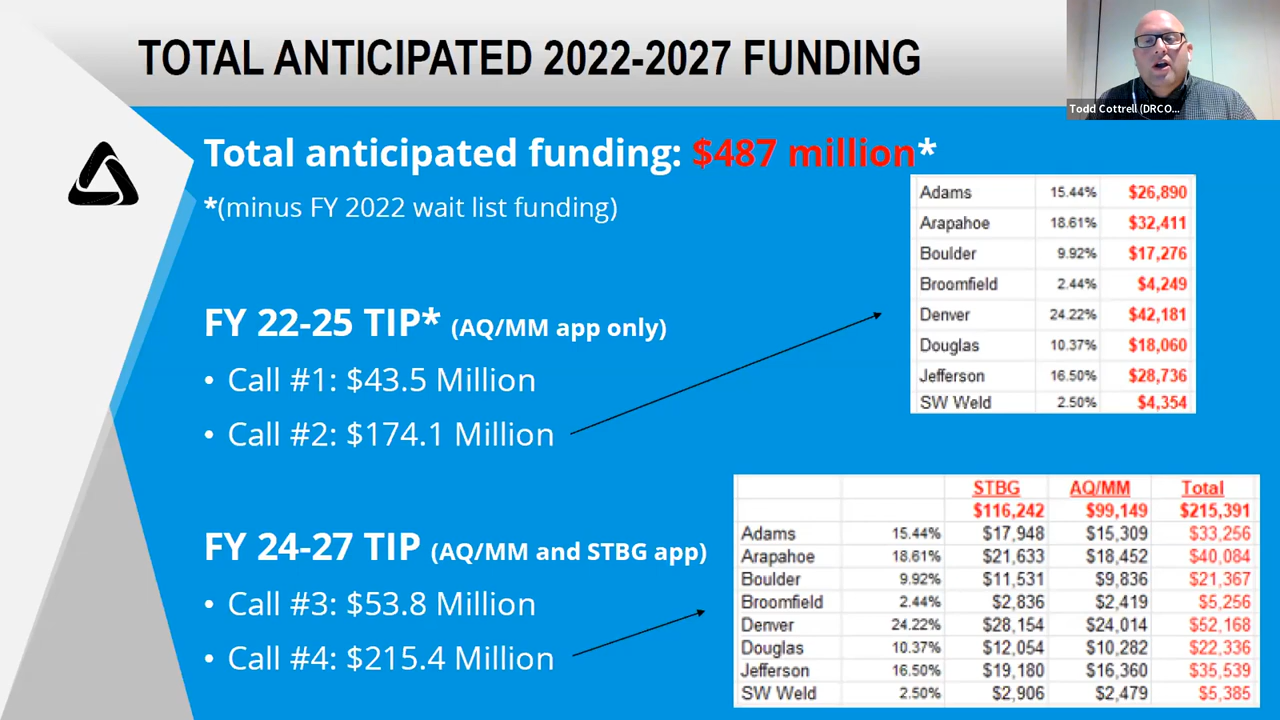 TOTAL ANTICIPATED 2022-2027 FUNDING
Todd Cottrell (DRCO...
Total anticipated funding: $487 million*
*(minus FY 2022 wait list funding)
Adams 15.44% $26,890
Arapahoe 18.61% $32,411
Boulder 9.92% $17,276
Broomfield 2.44% $4,249
Denver 24.22% $42,181
Douglas 10.37% $18,060
Jefferson 16.50% $28,736
SW Weld 2.50% $4,354
FY 22-25 TIP* (AQ/MM app only)
• Call #1: $43.5 Million
• Call #2: $174.1 Million
FY 24-27 TIP (AQ/MM and STBG app)
• Call #3: $53.8 Million
• Call #4: $215.4 Million
STBG AQ/MM Total
$116,242 $99,149 $215,391
Adams 15.44% $17,948 $15,309 $33,256
Arapahoe 18.61% $21,633 $18,452 $40,084
Boulder 9.92% $11,531 $9,836 $21,367
Broomfield 2.44% $2,836 $2,419 $5,256
Denver 24.22% $28,154 $24,014 $52,168
Douglas 10.37% $12,054 $10,282 $22,336
Jefferson 16.50% $19,180 $16,360 $35,539
SW Weld 2.50% $2,906 $2,479 $5,385